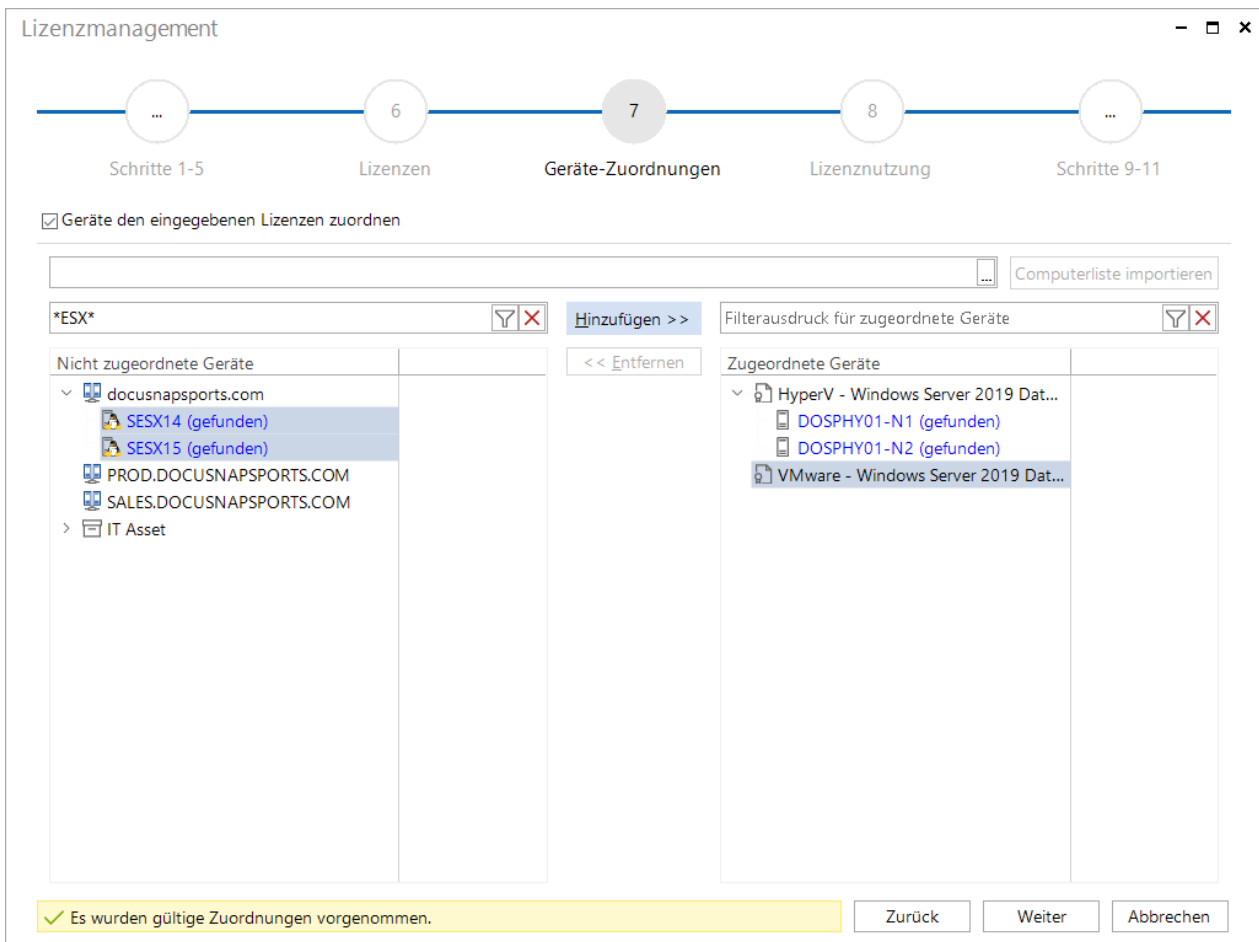 Lizenzmanagement
... 6 7 8 ...
Schritte 1-5 Lizenzen Geräte-Zuordnungen Lizenznutzung Schritte 9-11
Geräte den eingegebenen Lizenzen zuordnen
... Computerliste importieren
*ESX* Hinzufügen >> Filterausdruck für zugeordnete Geräte
Nicht zugeordnete Geräte << Entfernen Zugeordnete Geräte
docusnapsports.com HyperV - Windows Server 2019 Dat...
SESX14 (gefunden) DOSPHY01-N1 (gefunden)
SESX15 (gefunden) DOSPHY01-N2 (gefunden)
PROD.DOCUSNAPSPORTS.COM VMware - Windows Server 2019 Dat...
SALES.DOCUSNAPSPORTS.COM
IT Asset
Es wurden gültige Zuordnungen vorgenommen. Zurück Weiter Abbrechen